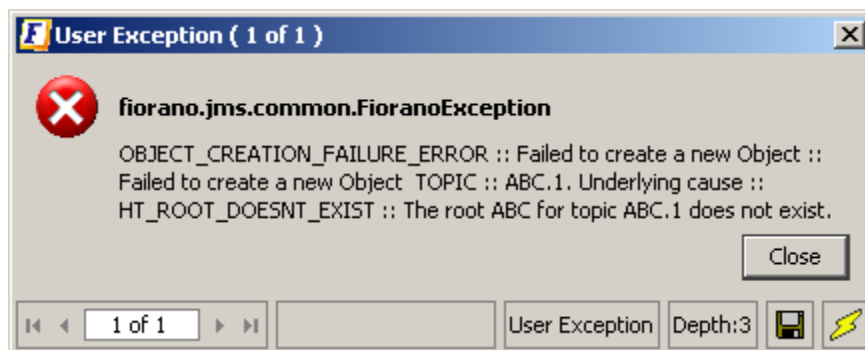 F User Exception ( 1 of 1 )
fiorano.jms.common.FioranoException
OBJECT_CREATION_FAILURE_ERROR :: Failed to create a new Object ::
Failed to create a new Object  TOPIC :: ABC.1. Underlying cause ::
HT_ROOT_DOESNT_EXIST :: The root ABC for topic ABC.1 does not exist.
Close
1 of 1
User Exception
Depth:3